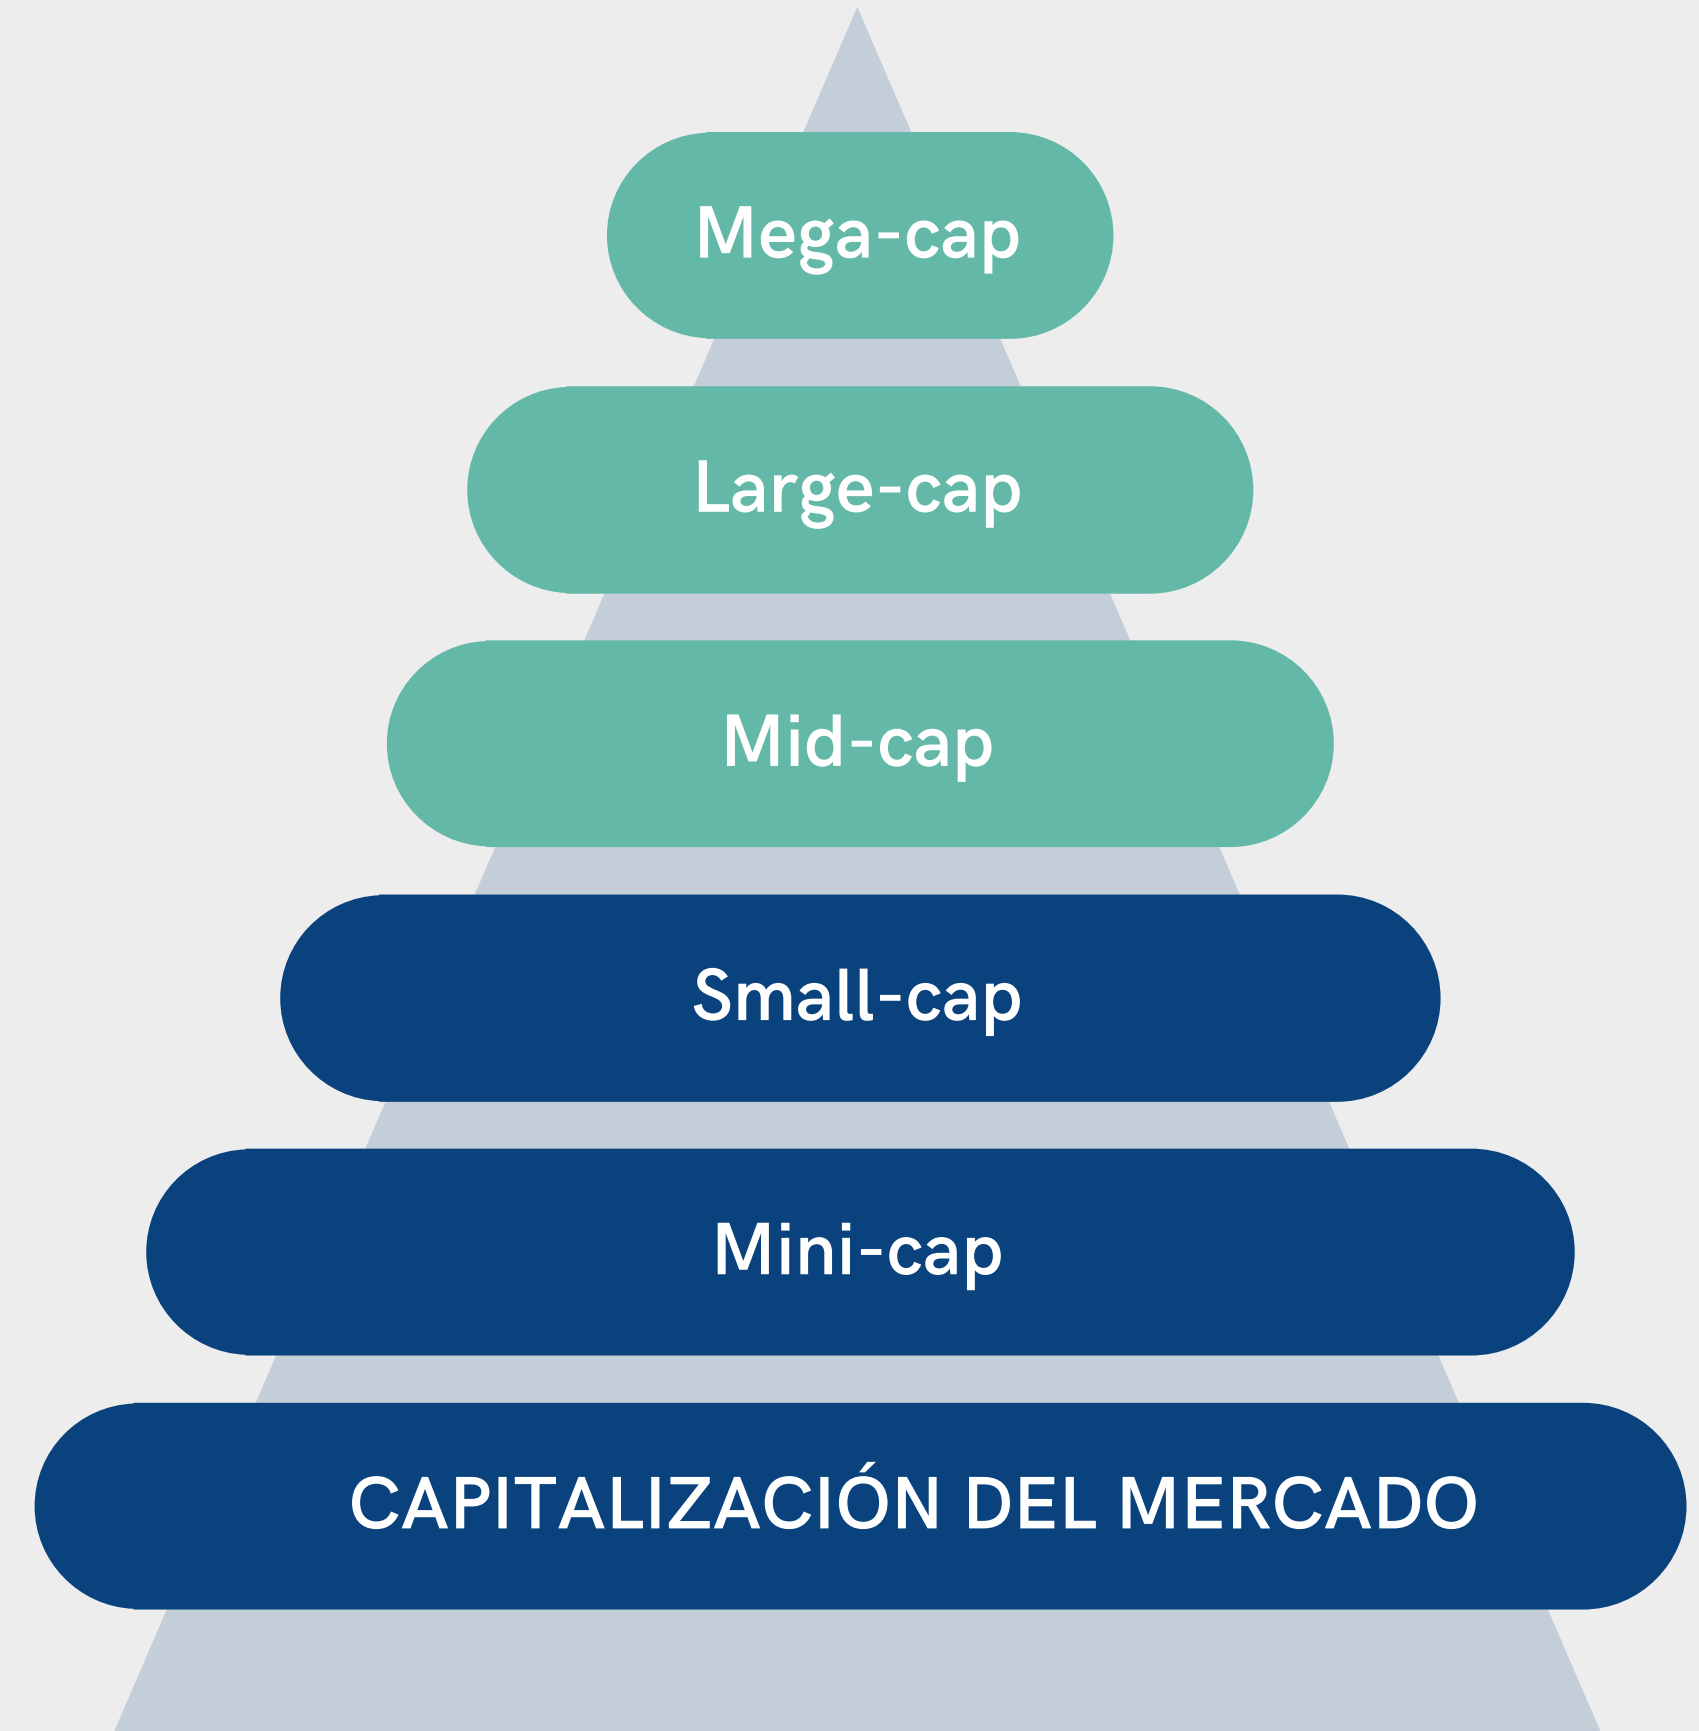 Mega-cap
Large-cap
Mid-cap
Small-cap
Mini-cap
CAPITALIZACIÓN DEL MERCADO